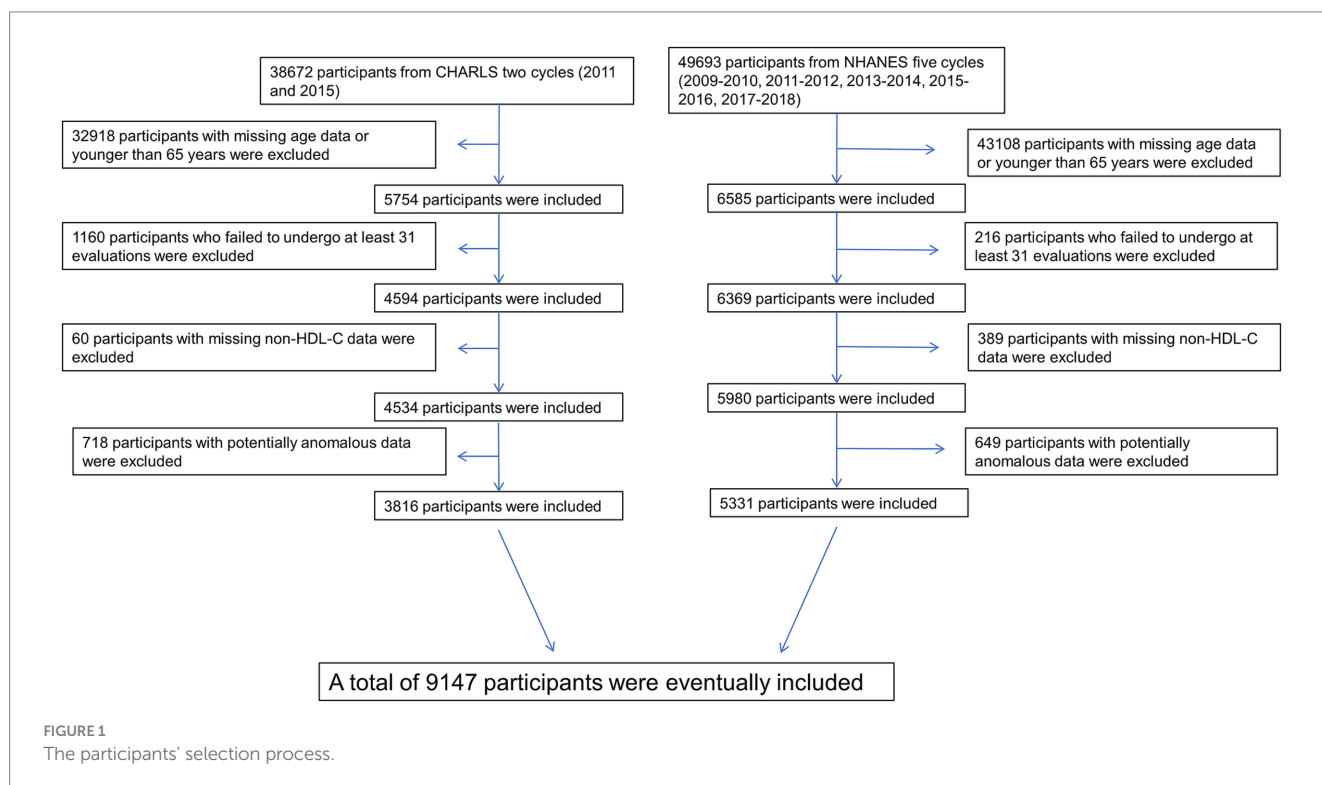 38672 participants from CHARLS two cycles (2011
and 2015)
32918 participants with missing age data or
younger than 65 years were excluded
5754 participants were included
1160 participants who failed to undergo at least 31
evaluations were excluded
4594 participants were included
60 participants with missing non-HDL-C data were
excluded
4534 participants were included
718 participants with potentially anomalous data
were excluded
3816 participants were included
49693 participants from NHANES five cycles
(2009-2010, 2011-2012, 2013-2014, 2015-
2016, 2017-2018)
43108 participants with missing age data
or younger than 65 years were excluded
6585 participants were included
216 participants who failed to undergo at
least 31 evaluations were excluded
6369 participants were included
389 participants with missing non-HDL-C
data were excluded
5980 participants were included
649 participants with potentially
anomalous data were excluded
5331 participants were included
A total of 9147 participants were eventually included
FIGURE 1
The participants' selection process.